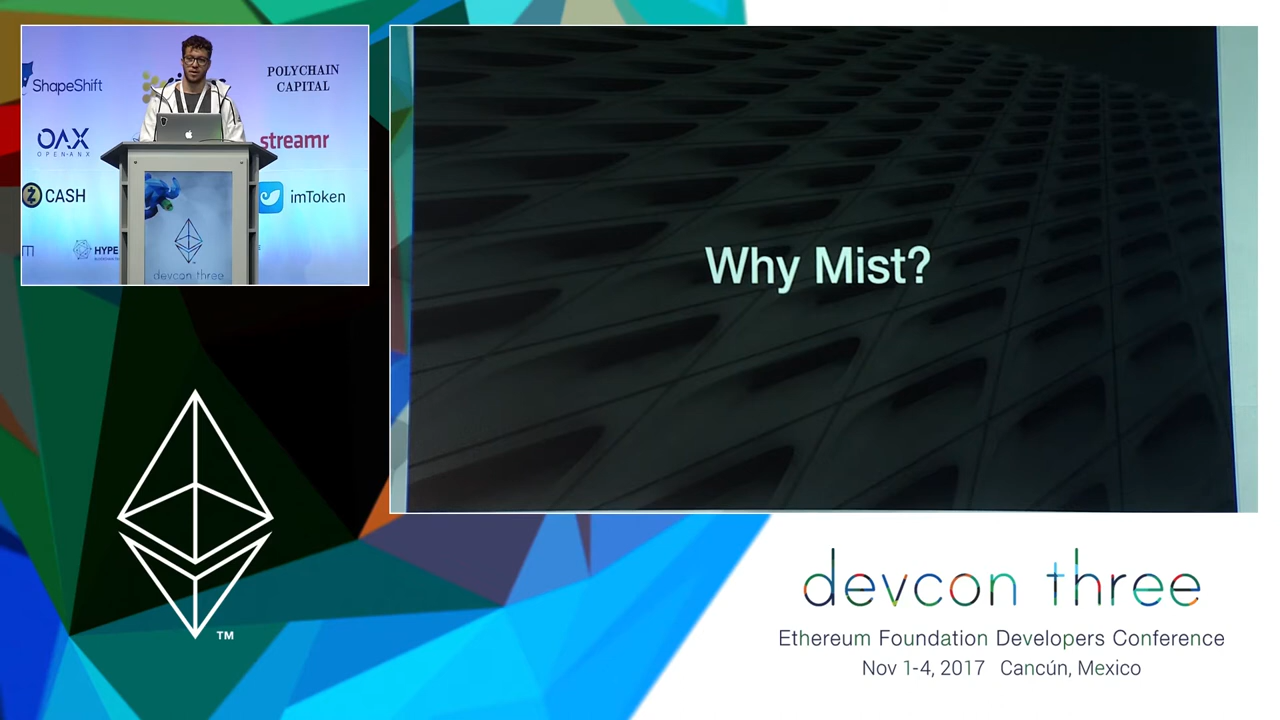 ShapeShift
POLYCHAIN
CAPITAL
OAX
OPEN-ANX
streamr
CASH
imToken
HYPE
devcon three
Why Mist?
TM
devcon three
Ethereum Foundation Developers Conference
Nov 1-4, 2017 Cancún, Mexico